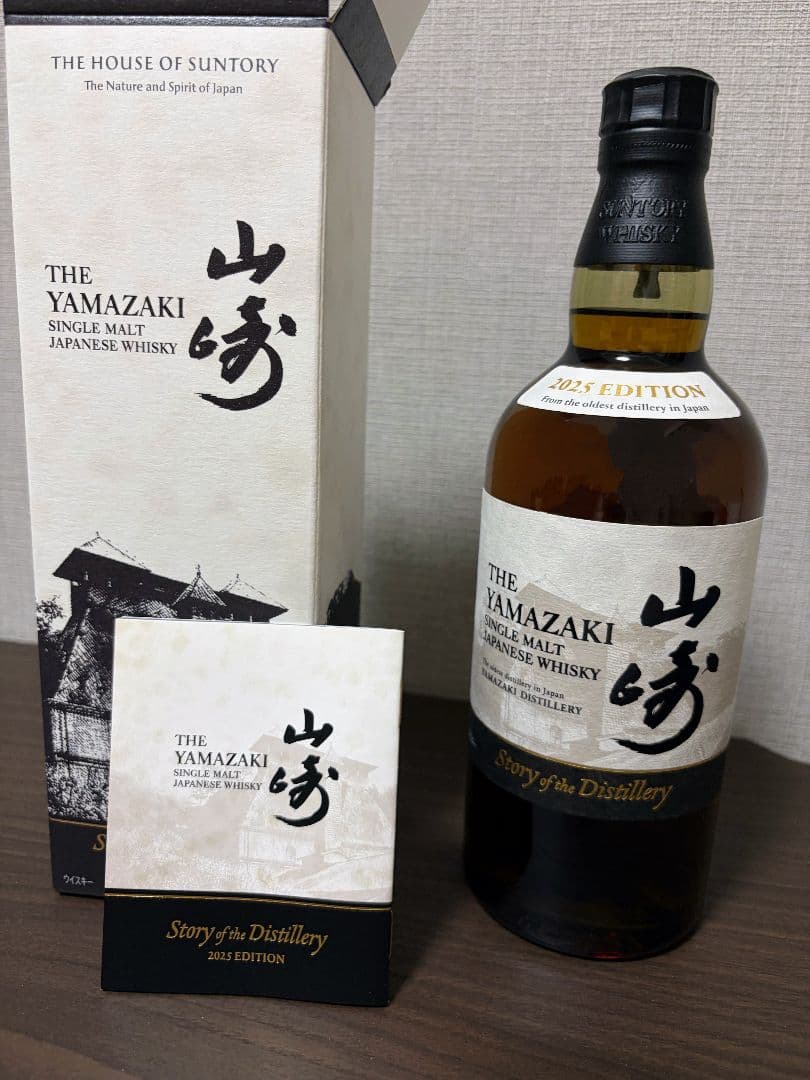 THE HOUSE OF SUNTORY
The Nature and Spirit of Japan
THE
YAMAZAKI
SINGLE MALT
JAPANESE WHISKY
山
崎
S
ウイスキー
THE
YAMAZAKI
SINGLE MALT
JAPANESE WHISKY
山
崎
Story of the Distillery
2025 EDITION
SUNTORY
WHISKY
2025 EDITION
From the oldest distillery in Japan
THE
YAMAZAKI
SINGLE MALT
JAPANESE WHISKY
The oldest distillery in Japan
YAMAZAKI DISTILLERY
山
崎
Story of the Distillery